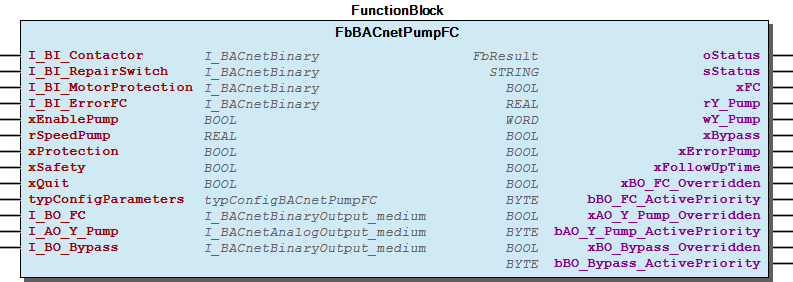 FunctionBlock
FbBACnetPumpFC
I_BI_Contactor I_BACnetBinary FbResult oStatus
I_BI_RepairSwitch I_BACnetBinary STRING sStatus
I_BI_MotorProtection I_BACnetBinary BOOL xFC
I_BI_ErrorFC I_BACnetBinary REAL rY_Pump
xEnablePump BOOL WORD wY_Pump
rSpeedPump REAL BOOL xBypass
xProtection BOOL BOOL xErrorPump
xSafety BOOL BOOL xFollowUpTime
xQuit BOOL BOOL xBO_FC_Overridden
typConfigParameters typConfigBACnetPumpFC BYTE bBO_FC_ActivePriority
I_BO_FC I_BACnetBinaryOutput_medium BOOL xAO_Y_Pump_Overridden
I_AO_Y_Pump I_BACnetAnalogOutput_medium BYTE bAO_Y_Pump_ActivePriority
I_BO_Bypass I_BACnetBinaryOutput_medium BOOL xBO_Bypass_Overridden
BYTE bBO_Bypass_ActivePriority